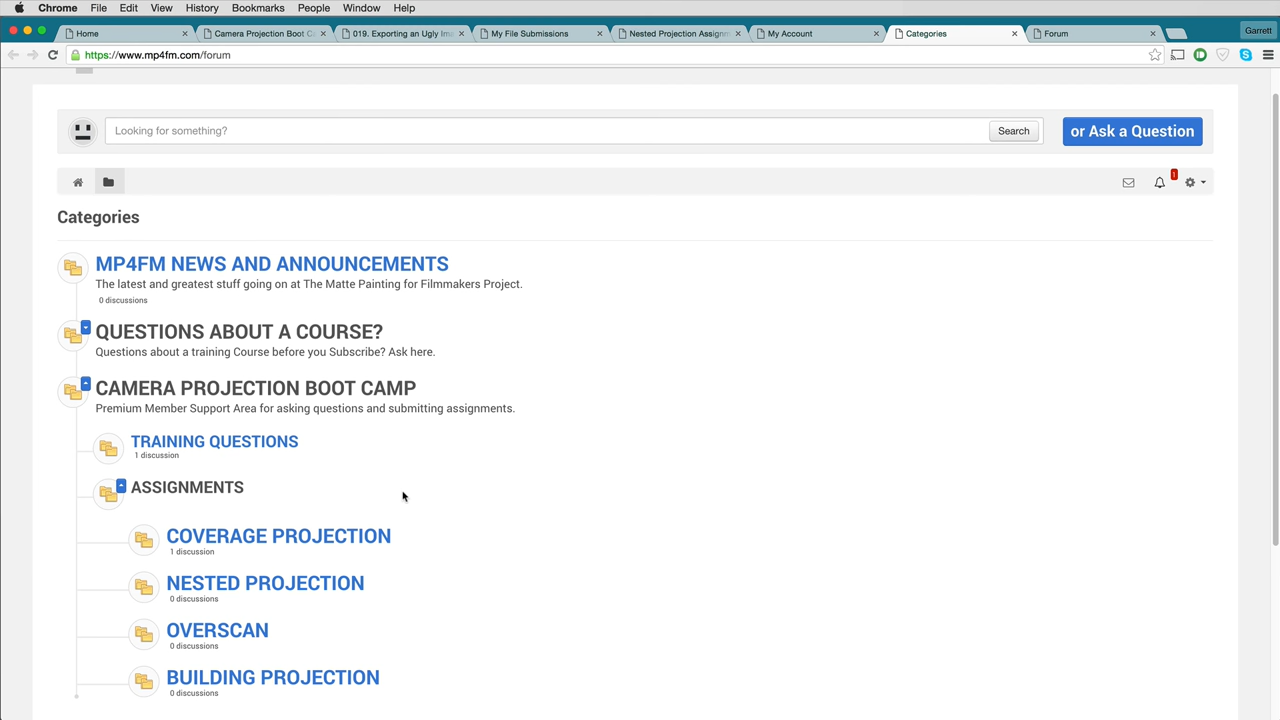 Chrome File Edit View History Bookmarks People Window Help
Home Camera Projection Boot C 019. Exporting an Ugly Im My File Submissions Nested Projection Assignm My Account Categories Forum Garrett
https://www.mp4fm.com/forum
Looking for something? Search or Ask a Question
1
Categories
MP4FM NEWS AND ANNOUNCEMENTS
The latest and greatest stuff going on at The Matte Painting for Filmmakers Project.
0 discussions
QUESTIONS ABOUT A COURSE?
Questions about a training Course before you Subscribe? Ask here.
CAMERA PROJECTION BOOT CAMP
Premium Member Support Area for asking questions and submitting assignments.
TRAINING QUESTIONS
1 discussion
ASSIGNMENTS
COVERAGE PROJECTION
1 discussion
NESTED PROJECTION
0 discussions
OVERSCAN
0 discussions
BUILDING PROJECTION
0 discussions